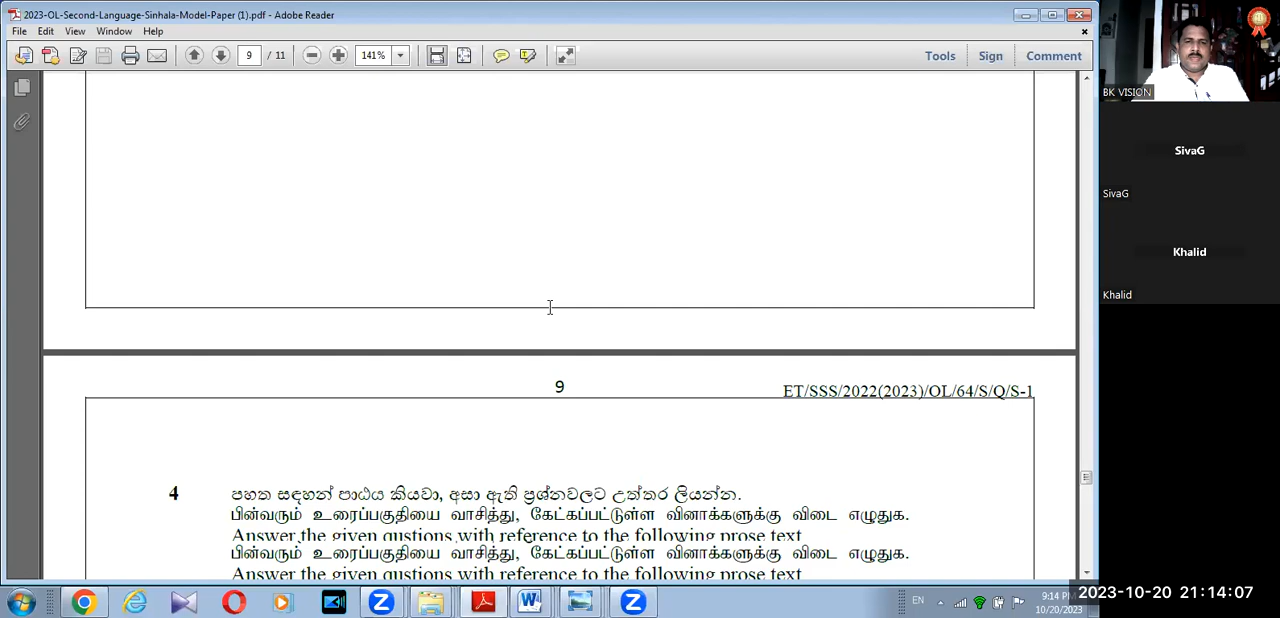 2023-OL-Second-Language-Sinhala-Model-Paper (1).pdf - Adobe Reader
File Edit View Window Help
9 / 11 141% Tools Sign Comment
BK VISION
SivaG
SivaG
Khalid
Khalid
9 ET/SSS/2022(2023)/OL/64/S/Q/S-1
4 පහත සඳහන් පාඨය කියවා, අසා ඇති ප්‍රශ්නවලට උත්තර ලියන්න.
பின்வரும் உரைப்பகுதியை வாசித்து, கேட்கப்பட்டுள்ள வினாக்களுக்கு விடை எழுதுக.
Answer the given qustions with reference to the following prose text
பின்வரும் உரைப்பகுதியை வாசித்து, கேட்கப்பட்டுள்ள வினாக்களுக்கு விடை எழுதுக.
Answer the given qustions with reference to the following prose text
EN 9:14 PM
10/20/2023
2023-10-20 21:14:07